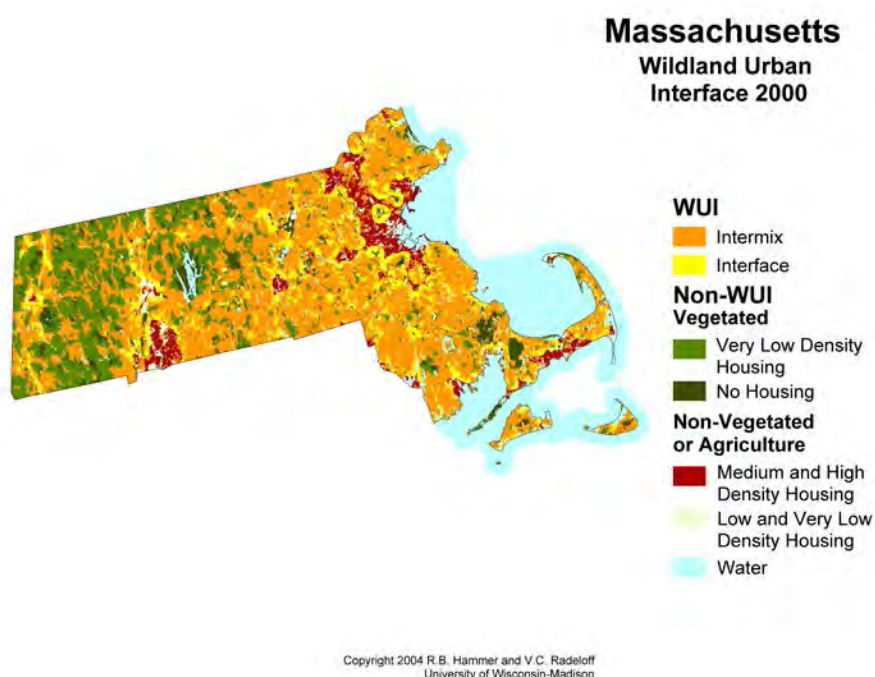 Massachusetts
Wildland Urban
Interface 2000
WUI
Intermix
Interface
Non-WUI
Vegetated
Very Low Density
Housing
No Housing
Non-Vegetated
or Agriculture
Medium and High
Density Housing
Low and Very Low
Density Housing
Water
Copyright 2004 R.B. Hammer and V.C. Radeloff
University of Wisconsin-Madison